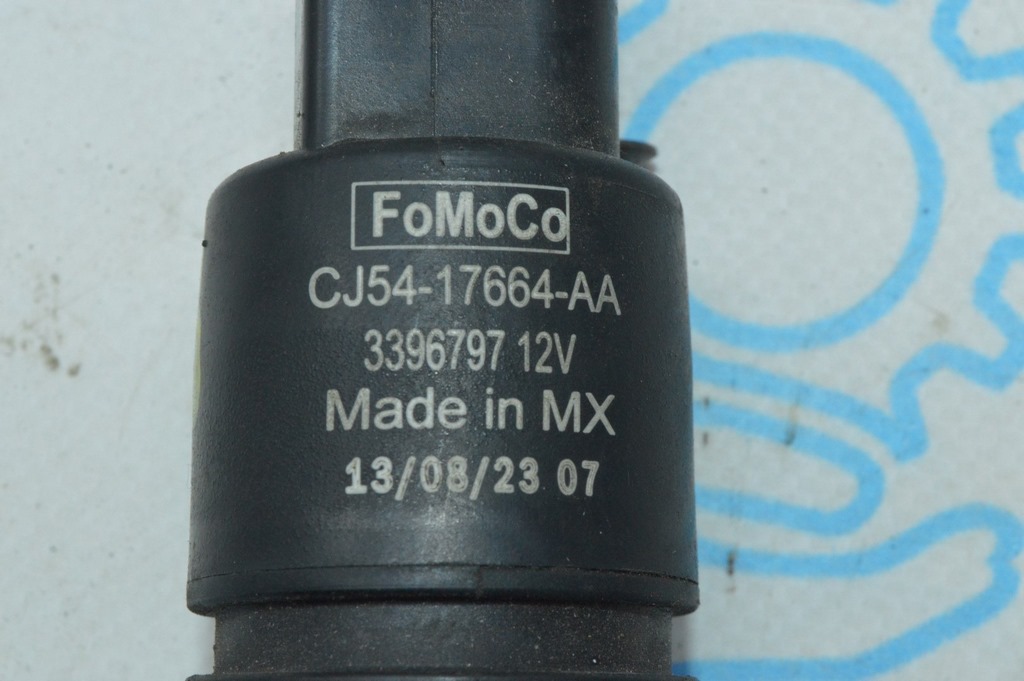 FoMoCo
CJ54-17664-AA
3396797 12V
Made in MX
13/08/23 07